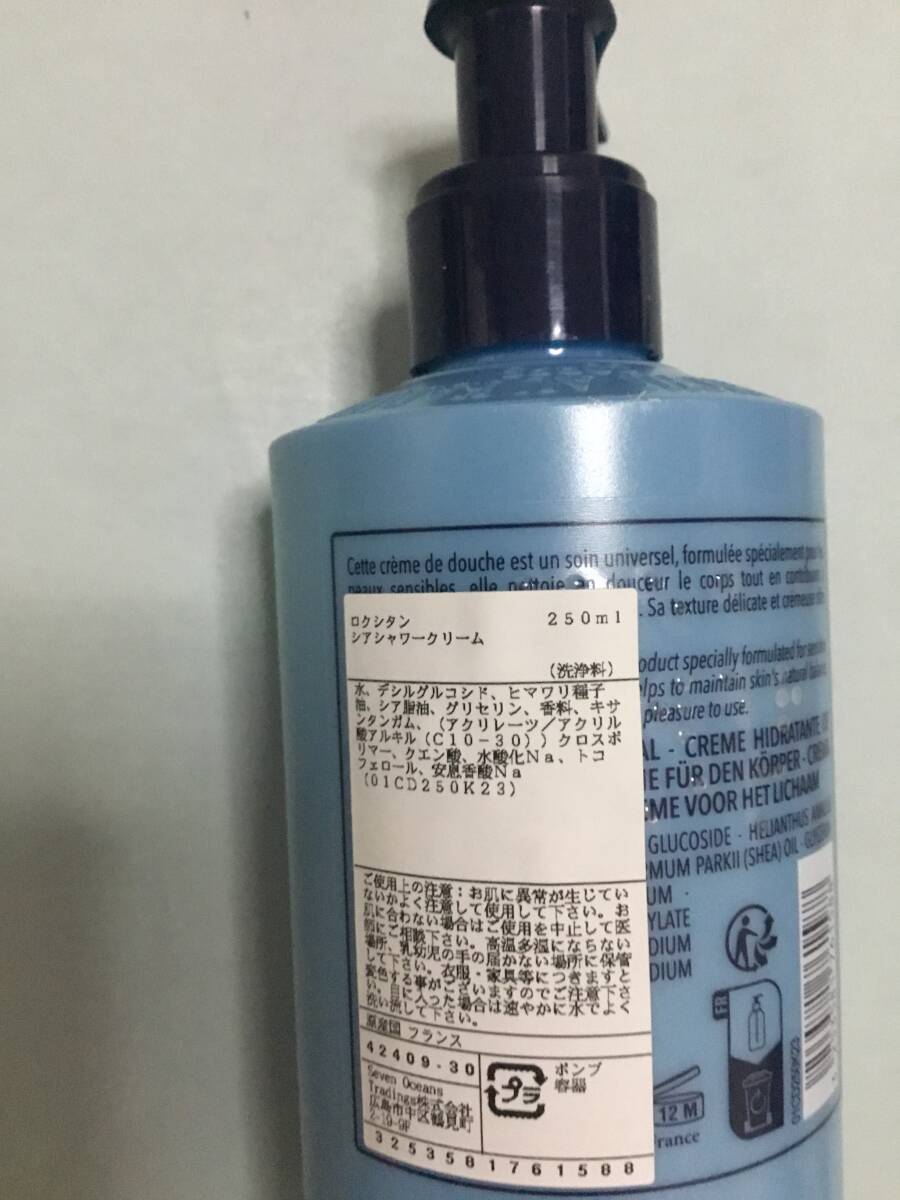 Cette crème de douche est un soin universel, formulée spécialement
peaux sensibles, elle nettoie en douceur le corps tout en
. Sa texture délicate et crémeuse
oduct specially formulated for
elps to maintain skin's natural
pleasure to use.
AL - CREME HIDRATANTE
E FÜR DEN KÖRPER -
EME VOOR HET LICHAAM
GLUCOSIDE · HELIANTHUS
RMUM PARKII (SHEA) OIL ·
UM ·
YLATE
DIUM
DIUM
ロクシタン 250ml
シアシャワークリーム
(洗浄料)
水、デシルグルコシド、ヒマワリ種子
油、シア脂油、グリセリン、香料、キサ
ンタンガム、(アクリレーツ/アクリル
酸アルキル(C10-30))クロスポ
リマー、クエン酸、水酸化Na、トコ
フェロール、安息香酸Na
(01CD250K23)
ご使用上の注意:お肌に異常が生じてい
ないかよく注意して使用して下さい。お
肌に合わない場合はご使用を中止して医
師にご相談下さい。高温多湿にならない
場所、乳幼児の手の届かない場所に保管
して下さい。衣服・家具等につきますと
変色する事がございますのでご注意下さ
い。目に入った場合は速やかに水でよく
洗い流して下さい。
原産国 フランス
42409-30
Seven Oceans
Tradings株式会社
広島市中区鶴見町
2-19-9F
プラ
ポンプ
容器
3253581761588
FR
12 M
rance
01CD250K23